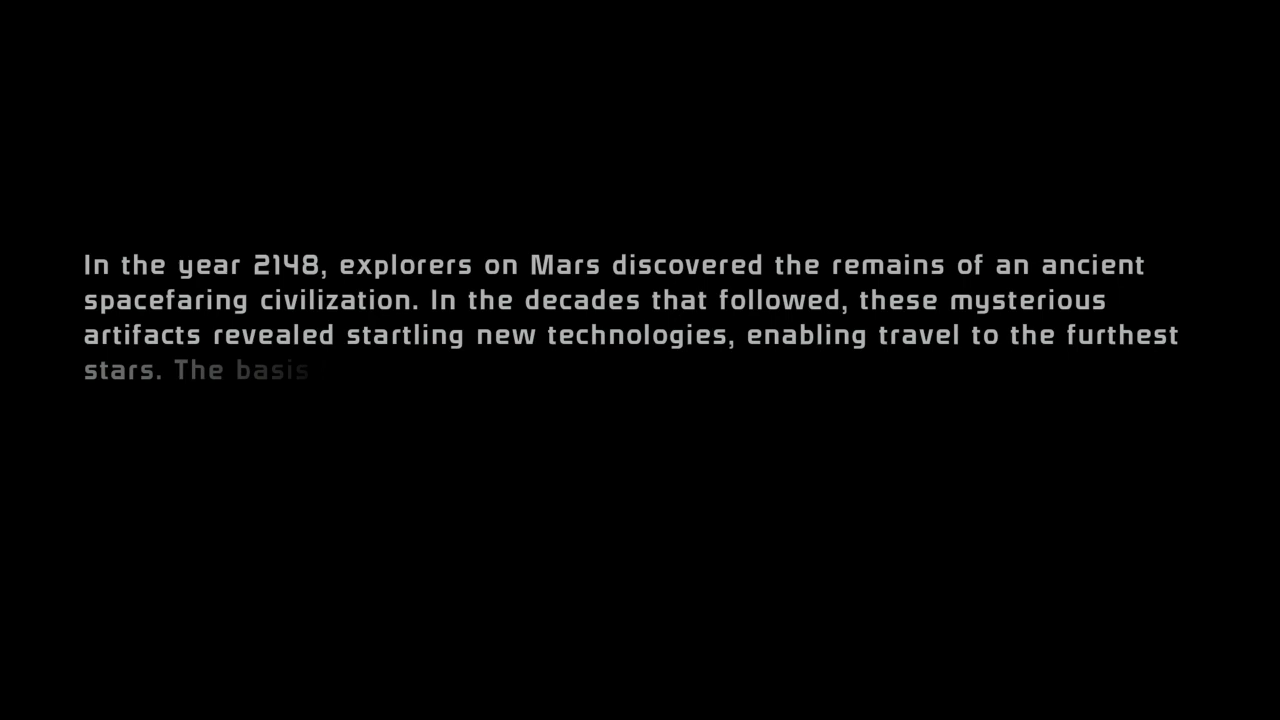 In the year 2148, explorers on Mars discovered the remains of an ancient
spacefaring civilization. In the decades that followed, these mysterious
artifacts revealed startling new technologies, enabling travel to the furthest
stars. The basis